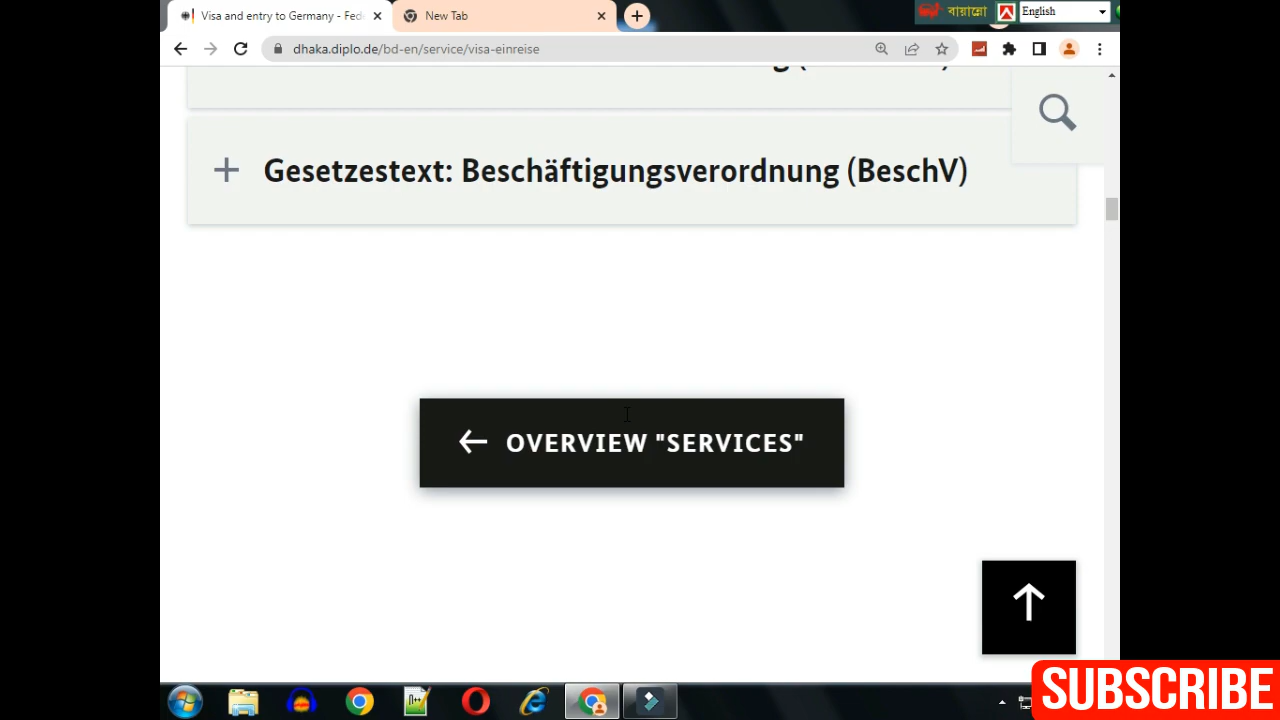 Visa and entry to Germany - Fed
New Tab
বায়ান্নো
English
dhaka.diplo.de/bd-en/service/visa-einreise
Gesetzestext: Beschäftigungsverordnung (BeschV)
OVERVIEW "SERVICES"
SUBSCRIBE